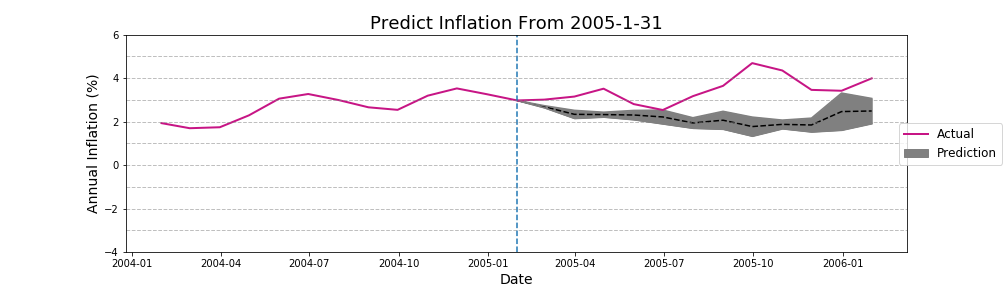 Predict Inflation From 2005-1-31
Annual Inflation (%)
6
4
2
0
−2
−4
2004-01 2004-04 2004-07 2004-10 2005-01 2005-04 2005-07 2005-10 2006-01
Date
Actual
Prediction